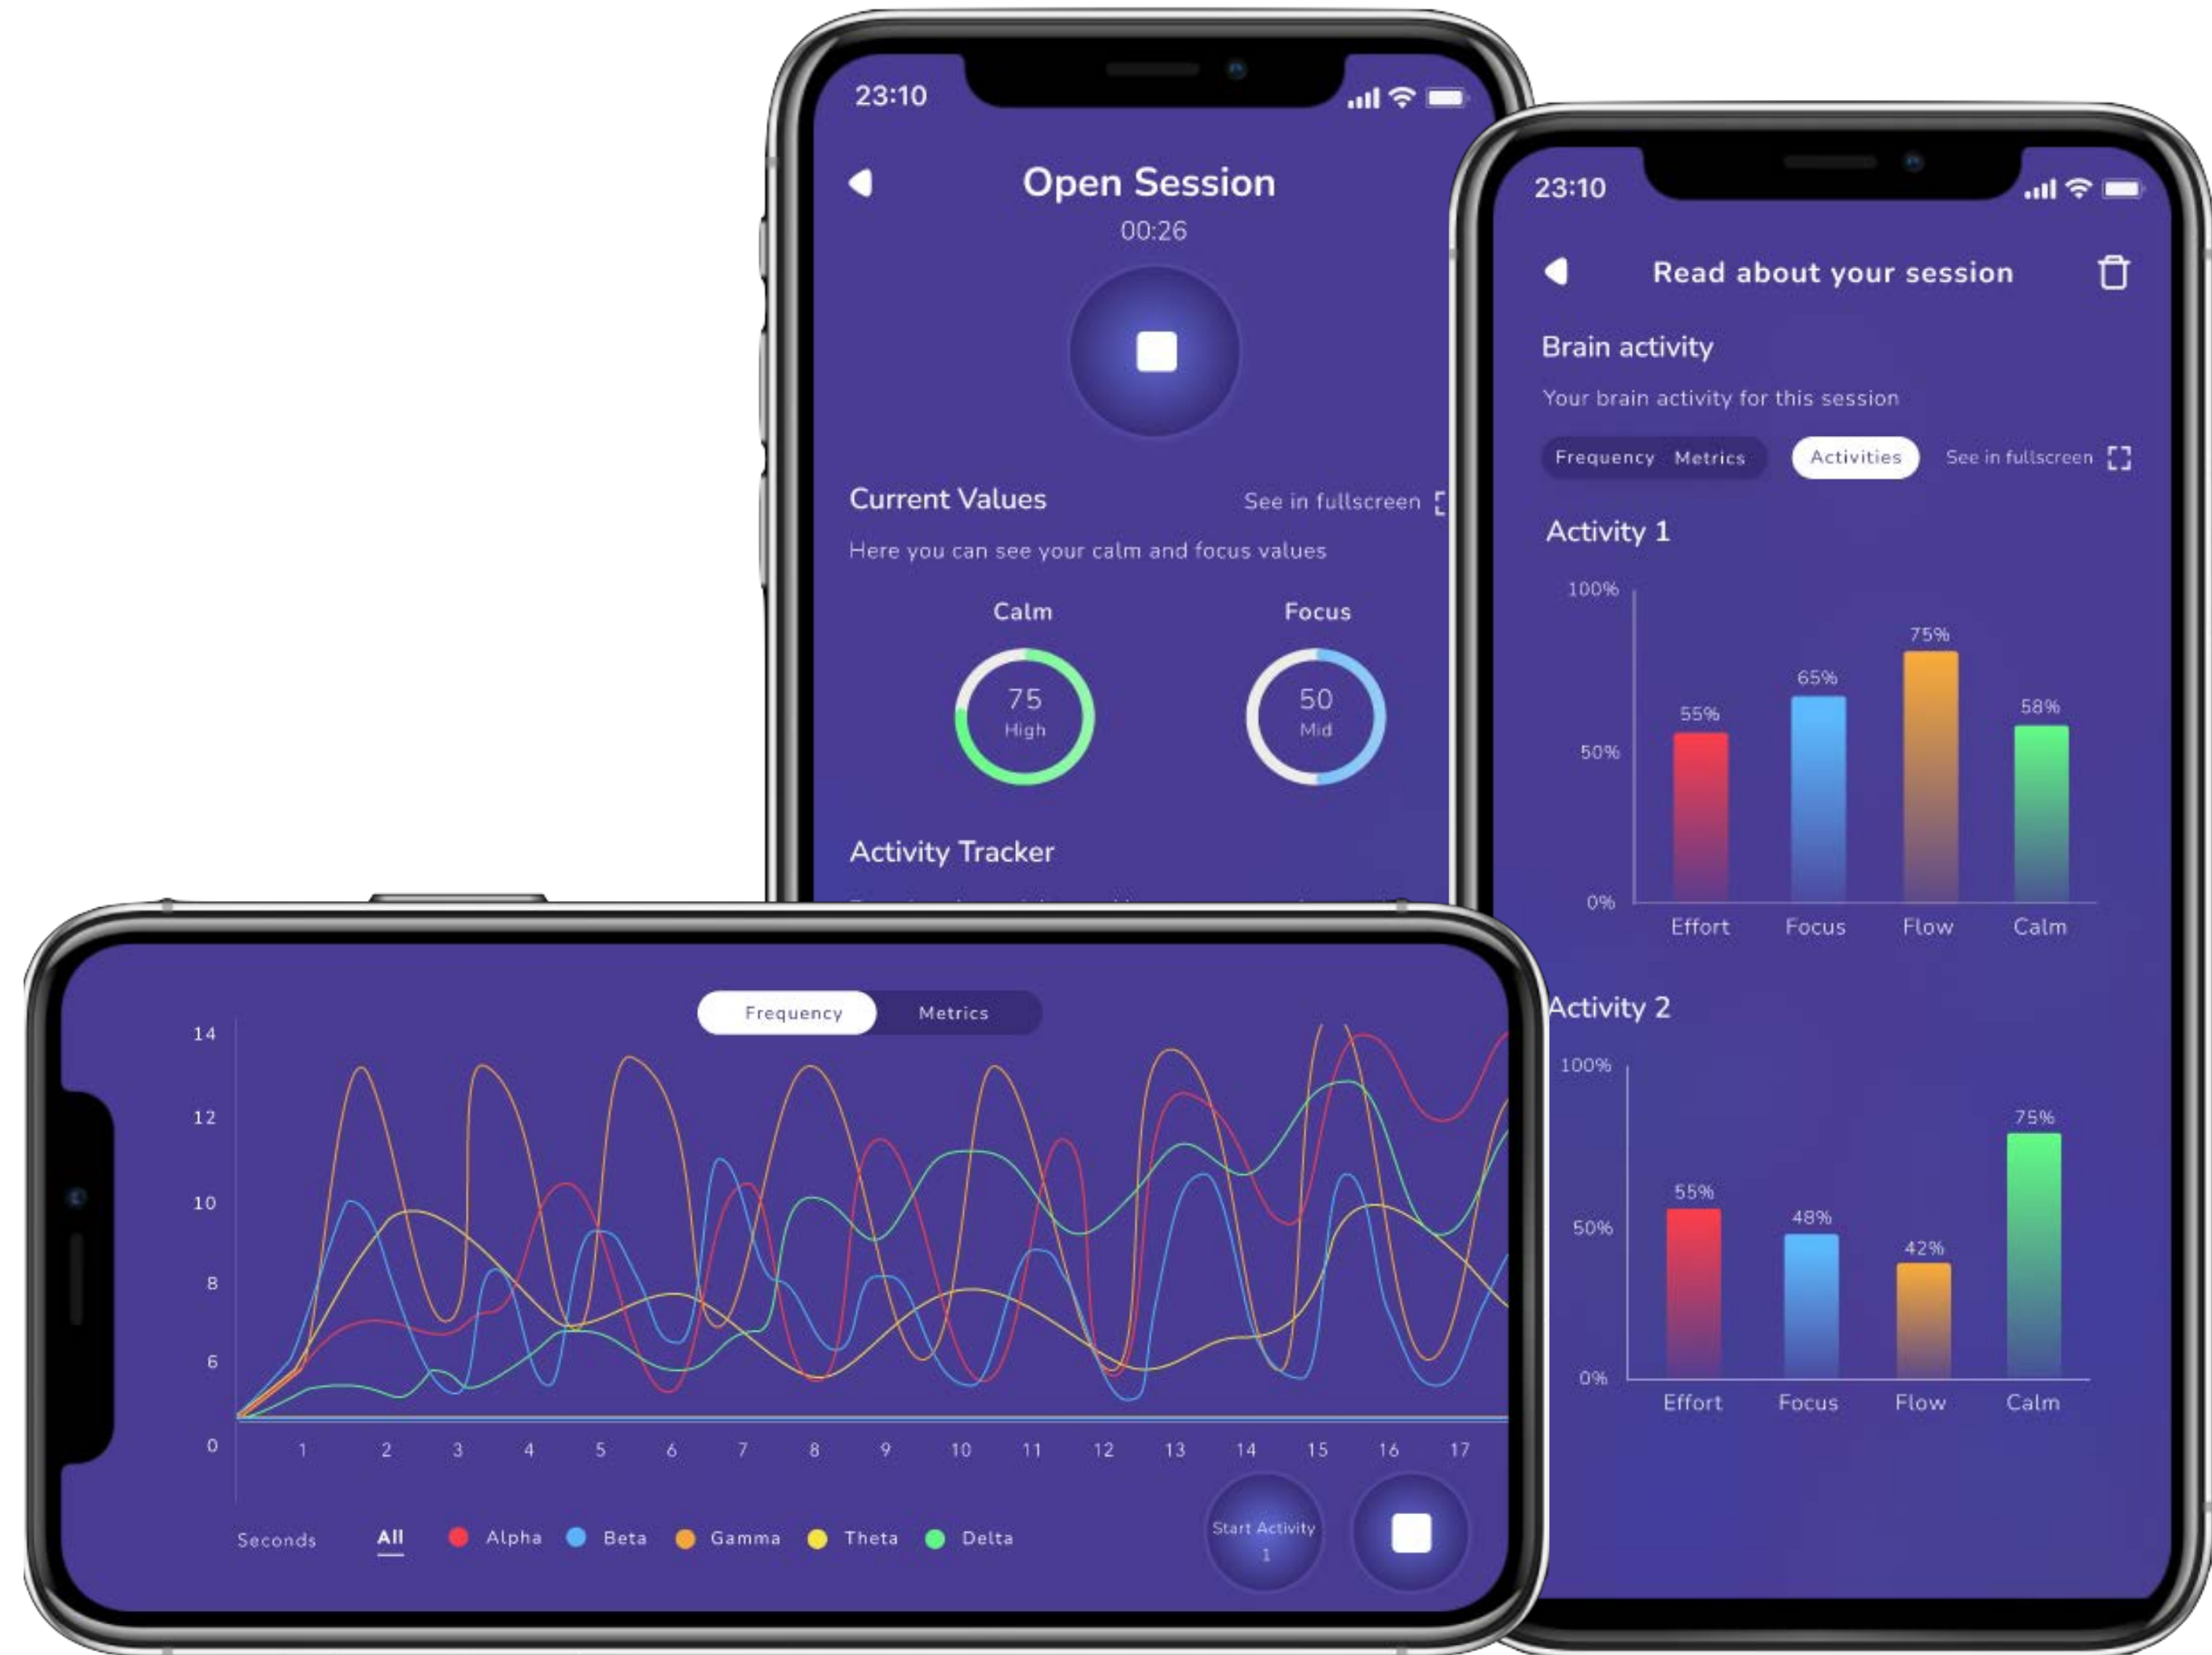 23:10
Open Session
00:26
Current Values
See in fullscreen
Here you can see your calm and focus values
Calm
Focus
75
High
50
Mid
Activity Tracker
23:10
Read about your session
Brain activity
Your brain activity for this session
Frequency Metrics Activities See in fullscreen
Activity 1
100%
50%
0%
55%
65%
75%
58%
Effort Focus Flow Calm
Activity 2
100%
50%
0%
55%
48%
42%
75%
Effort Focus Flow Calm
Frequency Metrics
14
12
10
8
6
0
1 2 3 4 5 6 7 8 9 10 11 12 13 14 15 16 17
Seconds All Alpha Beta Gamma Theta Delta
Start Activity
1